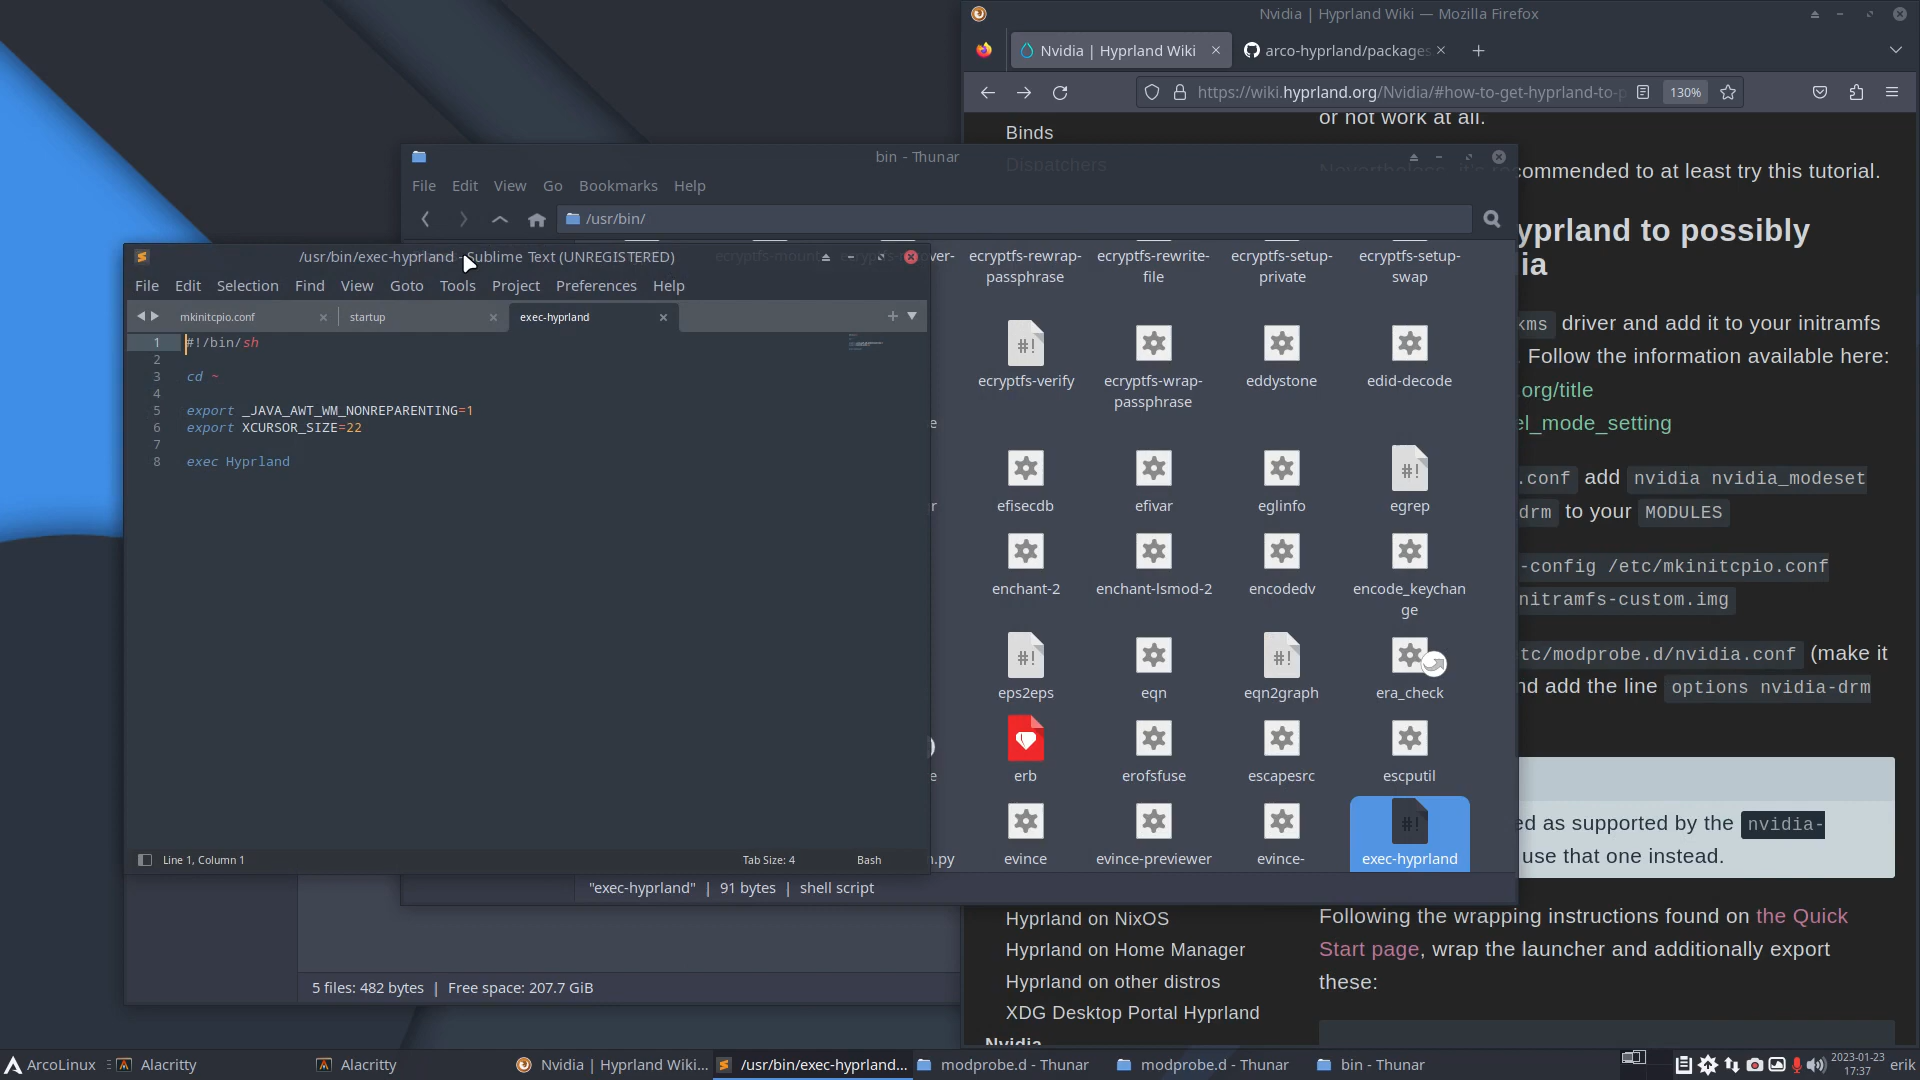 Nvidia | Hyprland Wiki — Mozilla Firefox
Nvidia | Hyprland Wiki
arco-hyprland/packages
https://wiki.hyprland.org/Nvidia/#how-to-get-hyprland-to-p
130%
or not work at all.
Binds
Dispatchers
commended to at least try this tutorial.
yprland to possibly
ia
kms driver and add it to your initramfs
. Follow the information available here:
.org/title
el_mode_setting
.conf add nvidia nvidia_modeset
drm to your MODULES
-config /etc/mkinitcpio.conf
nitramfs-custom.img
tc/modprobe.d/nvidia.conf (make it
nd add the line options nvidia-drm
ed as supported by the nvidia-
use that one instead.
Following the wrapping instructions found on the Quick
Start page, wrap the launcher and additionally export
these:
Hyprland on NixOS
Hyprland on Home Manager
Hyprland on other distros
XDG Desktop Portal Hyprland
Nvidia
bin - Thunar
File Edit View Go Bookmarks Help
/usr/bin/
ecryptfs-rewrap-passphrase
ecryptfs-rewrite-file
ecryptfs-setup-private
ecryptfs-setup-swap
ecryptfs-verify
ecryptfs-wrap-passphrase
eddystone
edid-decode
efisecdb
efivar
eglinfo
egrep
enchant-2
enchant-lsmod-2
encodedv
encode_keychange
eps2eps
eqn
eqn2graph
era_check
erb
erofsfuse
escapesrc
escputil
evince
evince-previewer
evince-
exec-hyprland
"exec-hyprland" | 91 bytes | shell script
/usr/bin/exec-hyprland - Sublime Text (UNREGISTERED)
File Edit Selection Find View Goto Tools Project Preferences Help
mkinitcpio.conf
startup
exec-hyprland
1 #!/bin/sh
2
3 cd ~
4
5 export _JAVA_AWT_WM_NONREPARENTING=1
6 export XCURSOR_SIZE=22
7
8 exec Hyprland
Line 1, Column 1
Tab Size: 4
Bash
5 files: 482 bytes | Free space: 207.7 GiB
ArcoLinux
Alacritty
Alacritty
Nvidia | Hyprland Wiki...
/usr/bin/exec-hyprland...
modprobe.d - Thunar
modprobe.d - Thunar
bin - Thunar
2023-01-23
17:37
erik